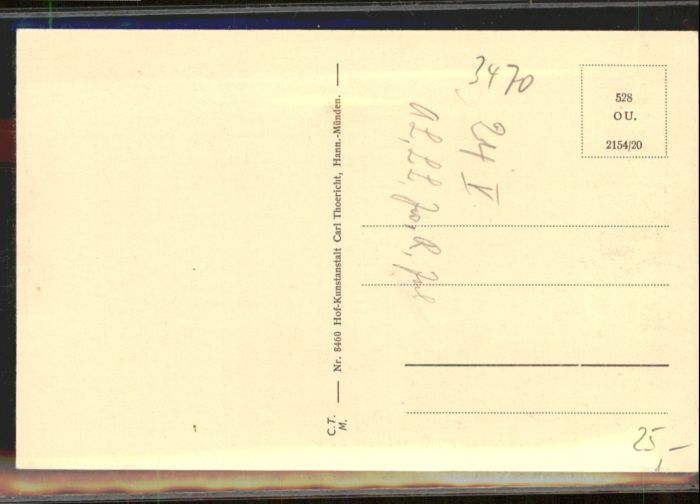 C.T.
M.
Nr. 8460 Hof-Kunstanstalt Carl Thoericht, Hann.-Münden.
3470
24 V
528
OU.
2154/20
25 –